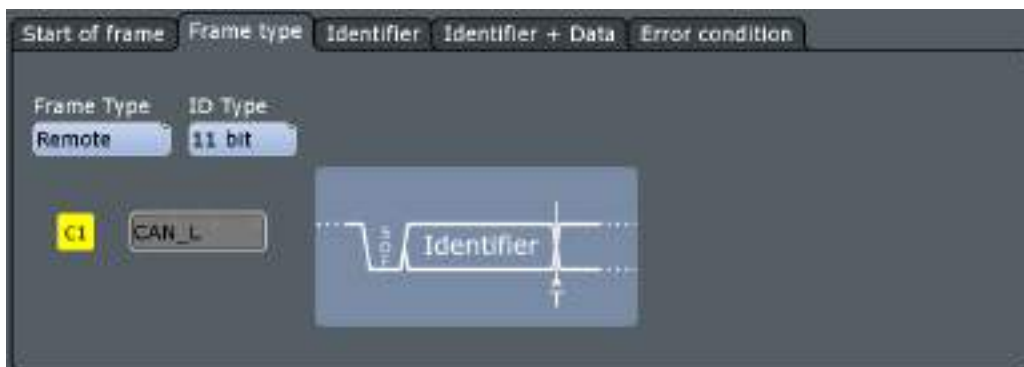 Start of frame Frame type Identifier Identifier + Data Error condition
Frame Type ID Type
Remote 11 bit
C1 CAN_L SOF Identifier
T